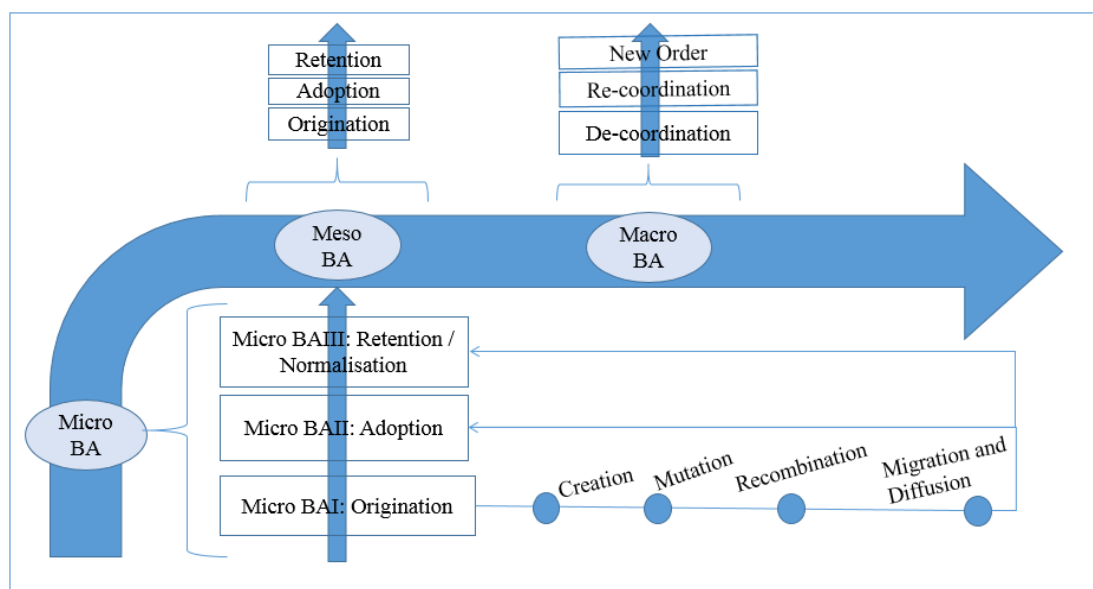 Retention
Adoption
Origination
New Order
Re-coordination
De-coordination
Meso
BA
Macro
BA
Micro BAIII: Retention /
Normalisation
Micro
BA
Micro BAII: Adoption
Micro BAI: Origination
Creation
Mutation
Recombination
Migration and
Diffusion